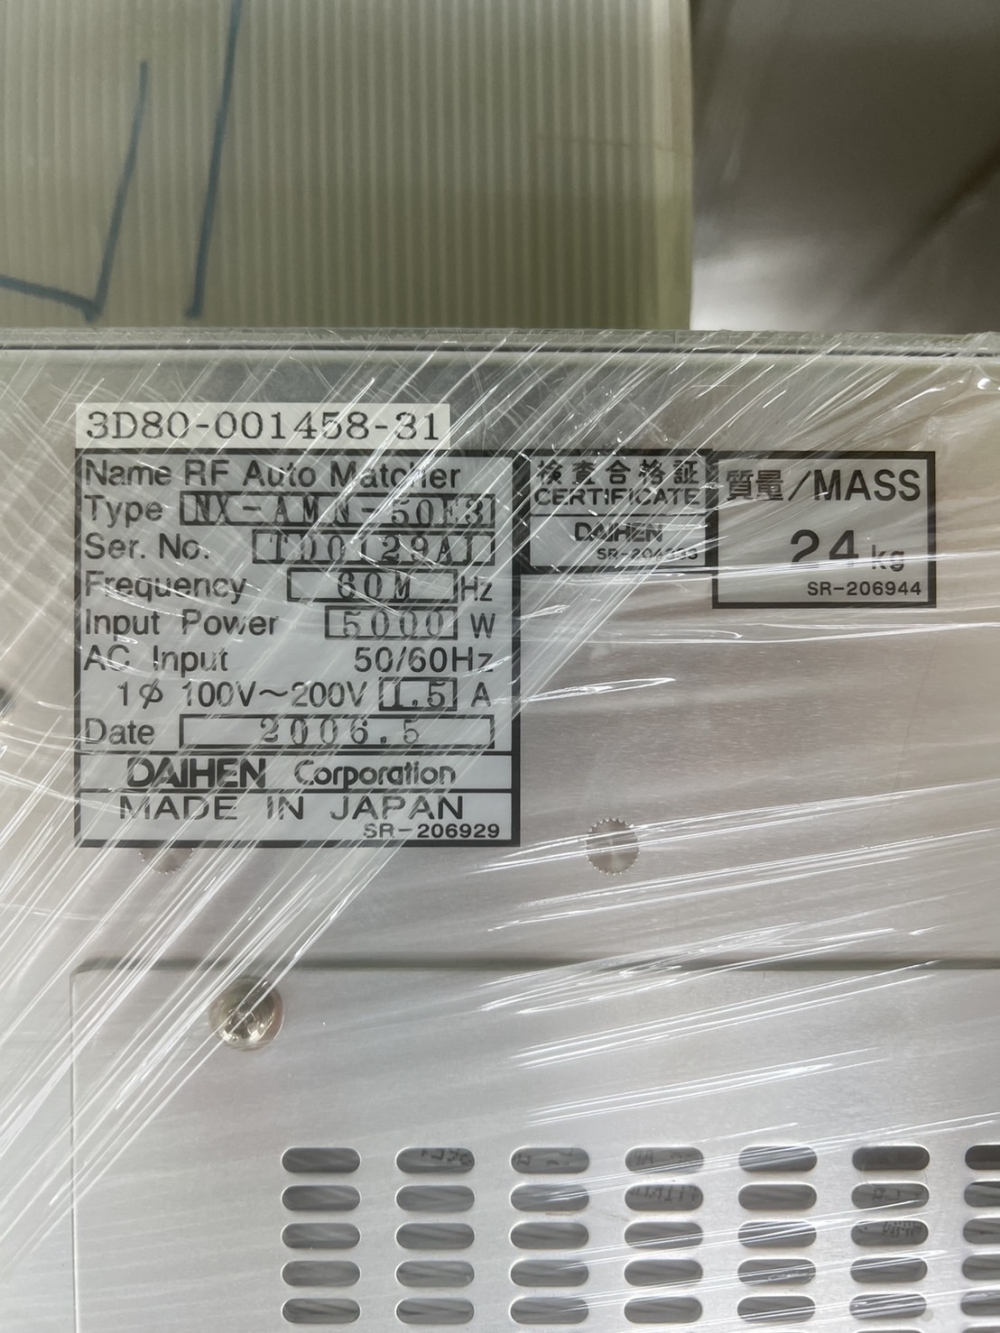 3D80-001458-31
Name RF Auto Matcher
Type NX-AMN-50E3
Ser. No.
Frequency 60M Hz
Input Power 5000 W
AC Input 50/60Hz
1φ 100V～200V 1.5 A
Date 2006.5
DAIHEN Corporation
MADE IN JAPAN
SR-206929
検査合格証
CERTIFICATE
DAIHEN
質量/MASS
24 kg
SR-206944